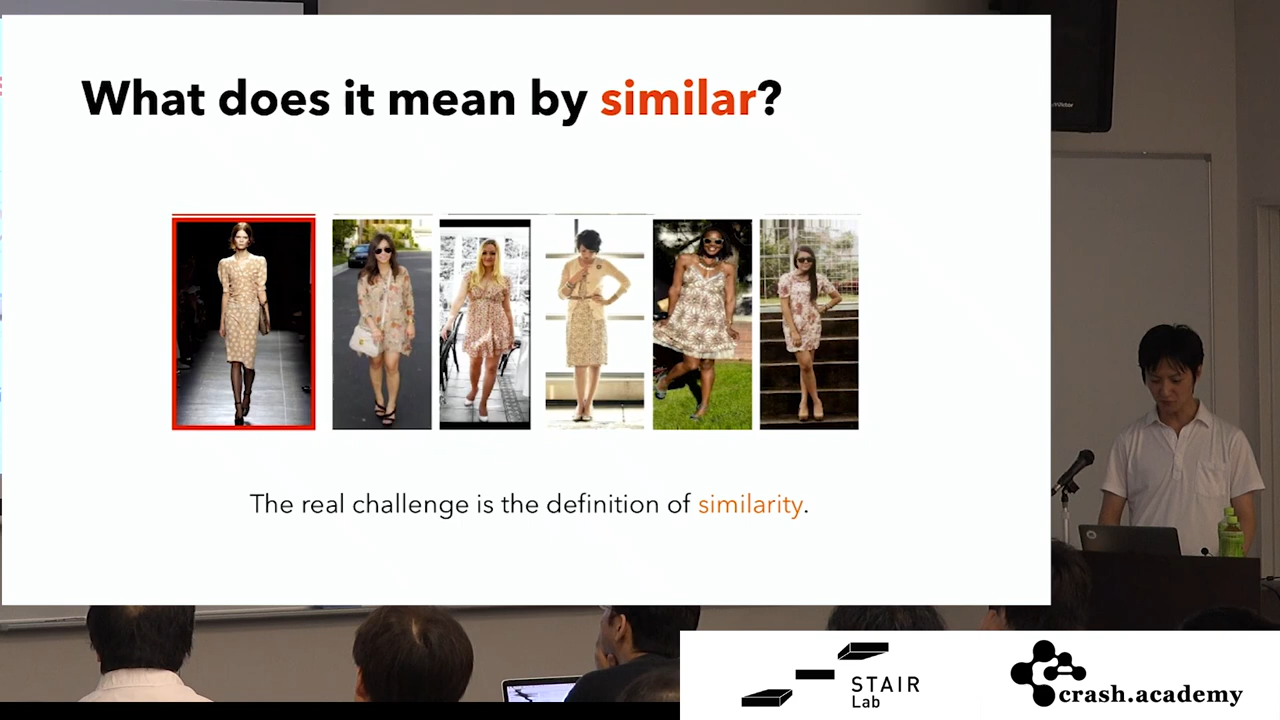 What does it mean by similar?
The real challenge is the definition of similarity.
STAIR
Lab
crash.academy